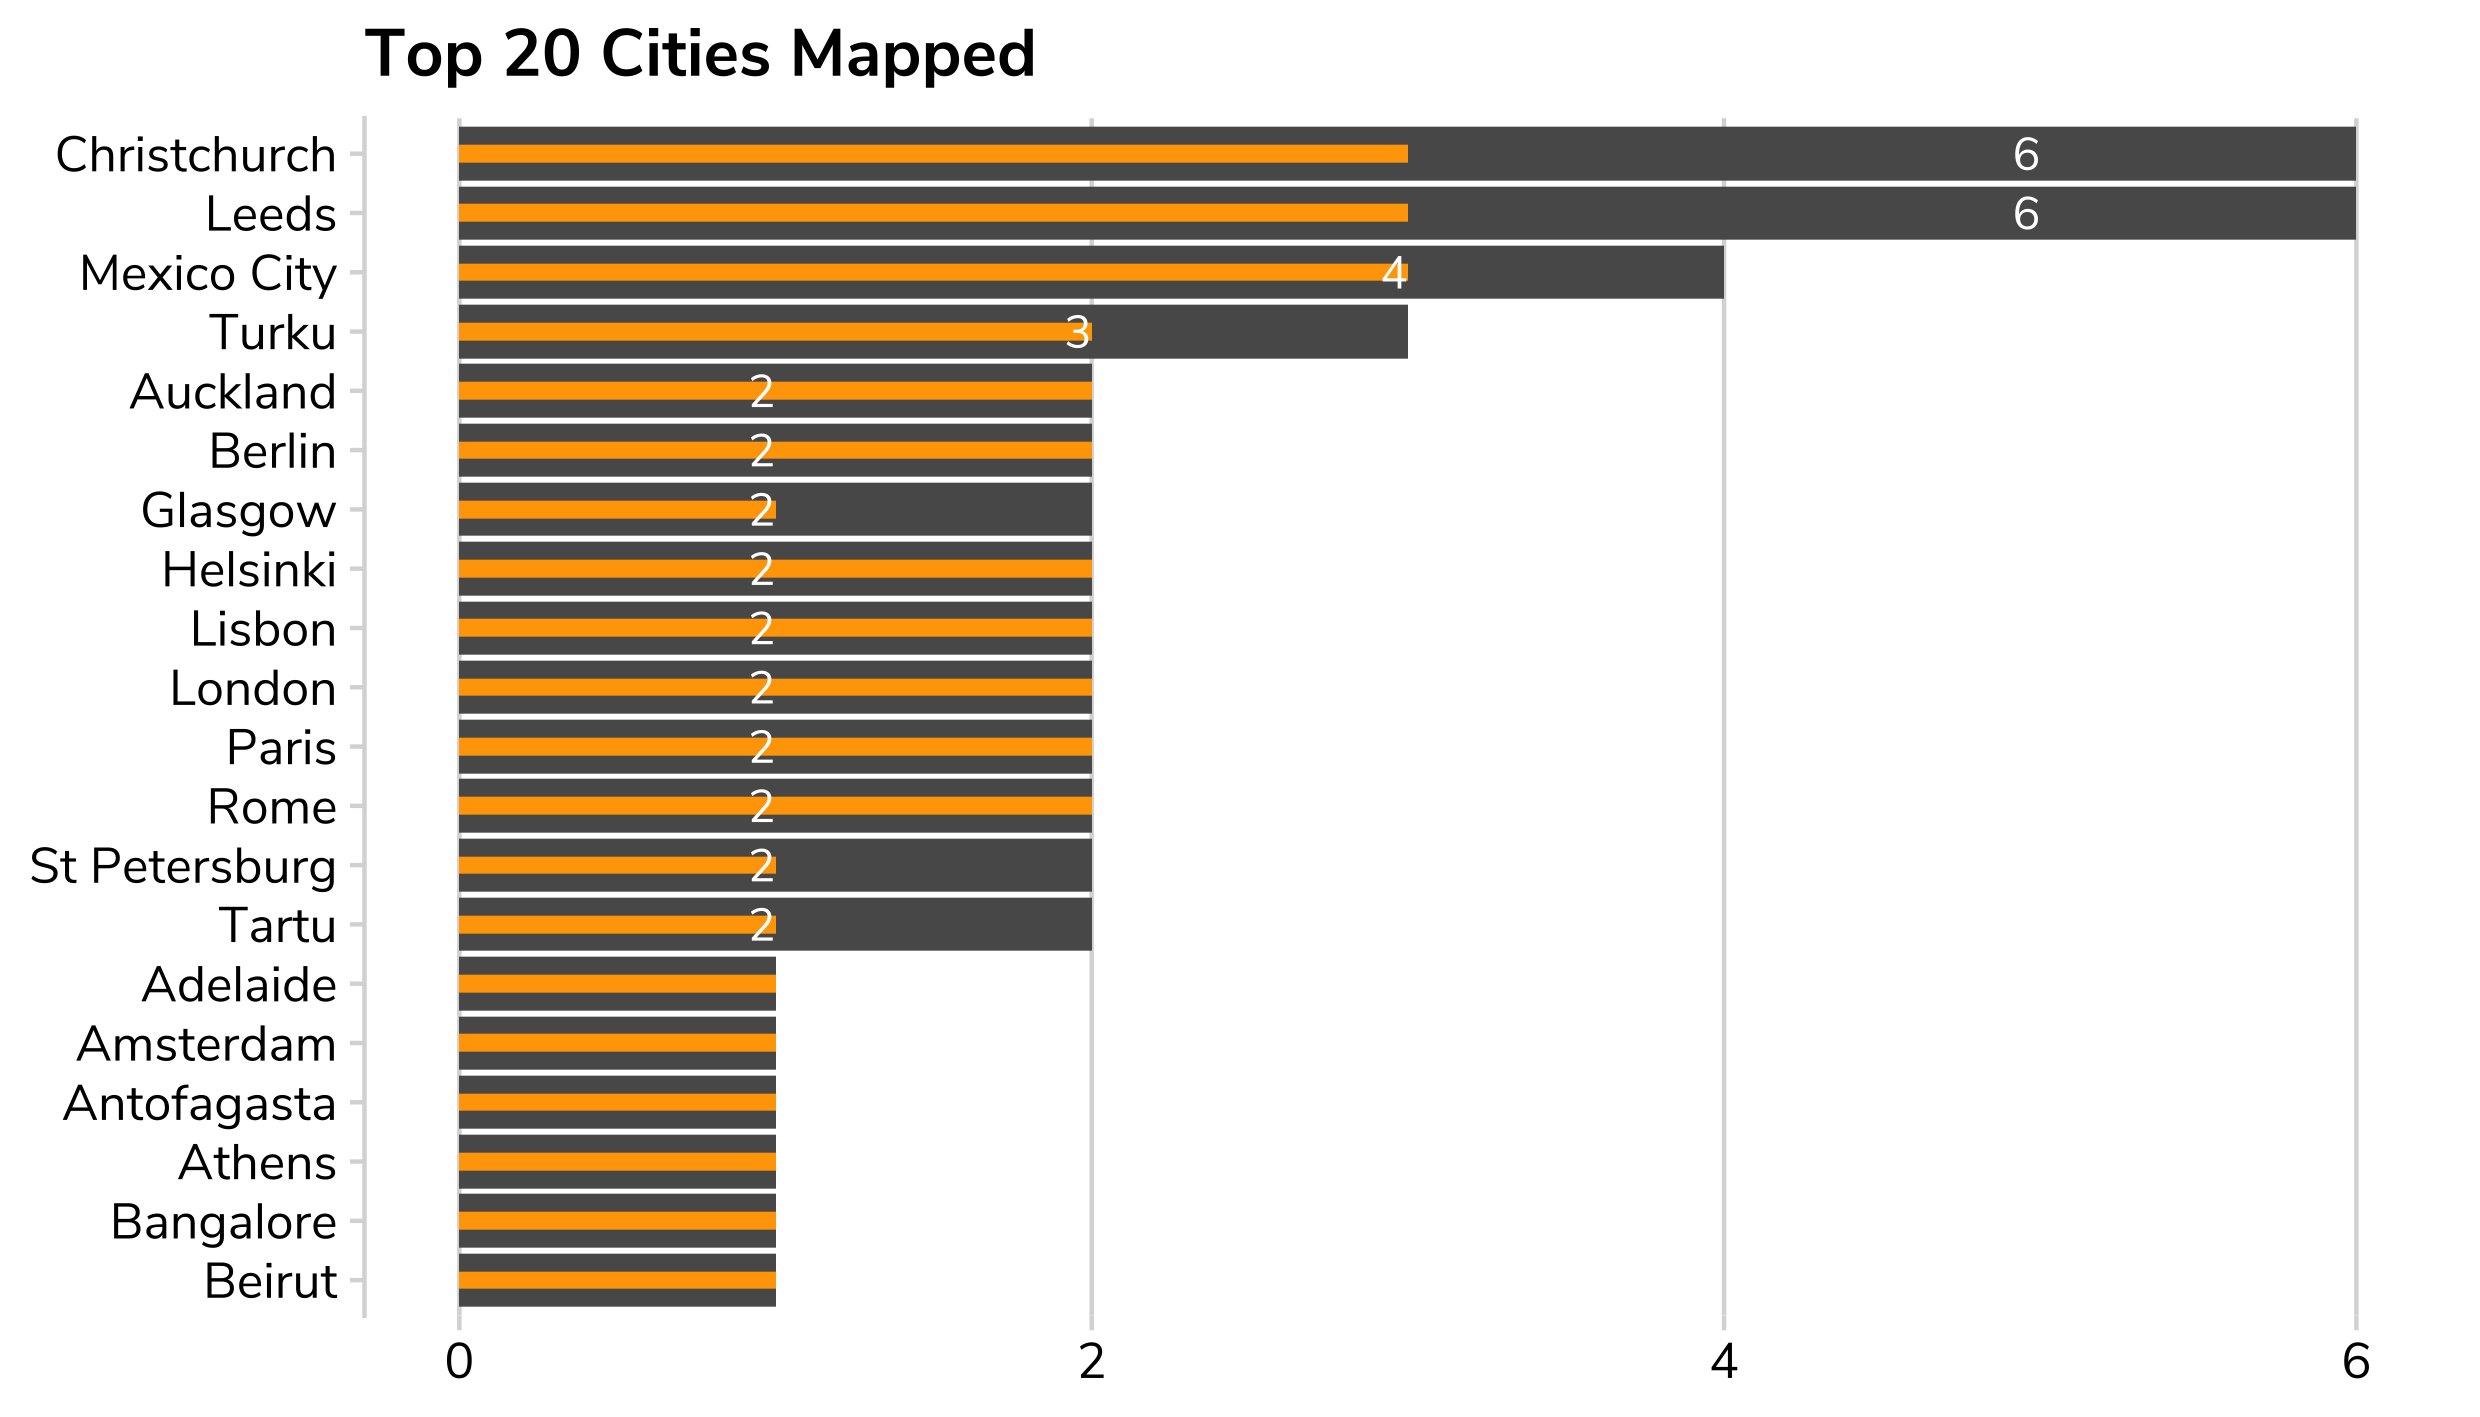 Top 20 Cities Mapped
Christchurch 6
Leeds 6
Mexico City 4
Turku 3
Auckland 2
Berlin 2
Glasgow 2
Helsinki 2
Lisbon 2
London 2
Paris 2
Rome 2
St Petersburg 2
Tartu 2
Adelaide
Amsterdam
Antofagasta
Athens
Bangalore
Beirut
0 2 4 6